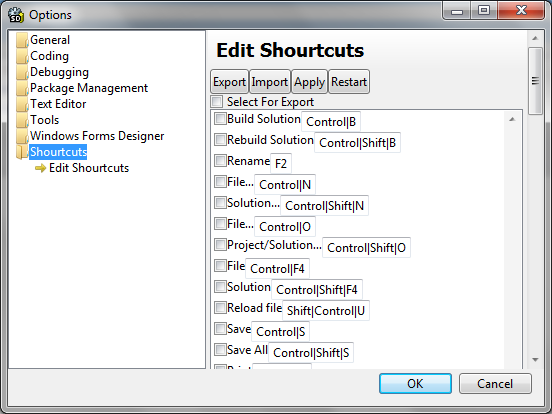 Options
General
Coding
Debugging
Package Management
Text Editor
Tools
Windows Forms Designer
Shourtcuts
Edit Shourtcuts
Edit Shourtcuts
Export Import Apply Restart
Select For Export
Build Solution Control|B
Rebuild Solution Control|Shift|B
Rename F2
File... Control|N
Solution... Control|Shift|N
File... Control|O
Project/Solution... Control|Shift|O
File Control|F4
Solution Control|Shift|F4
Reload file Shift|Control|U
Save Control|S
Save All Control|Shift|S
OK Cancel